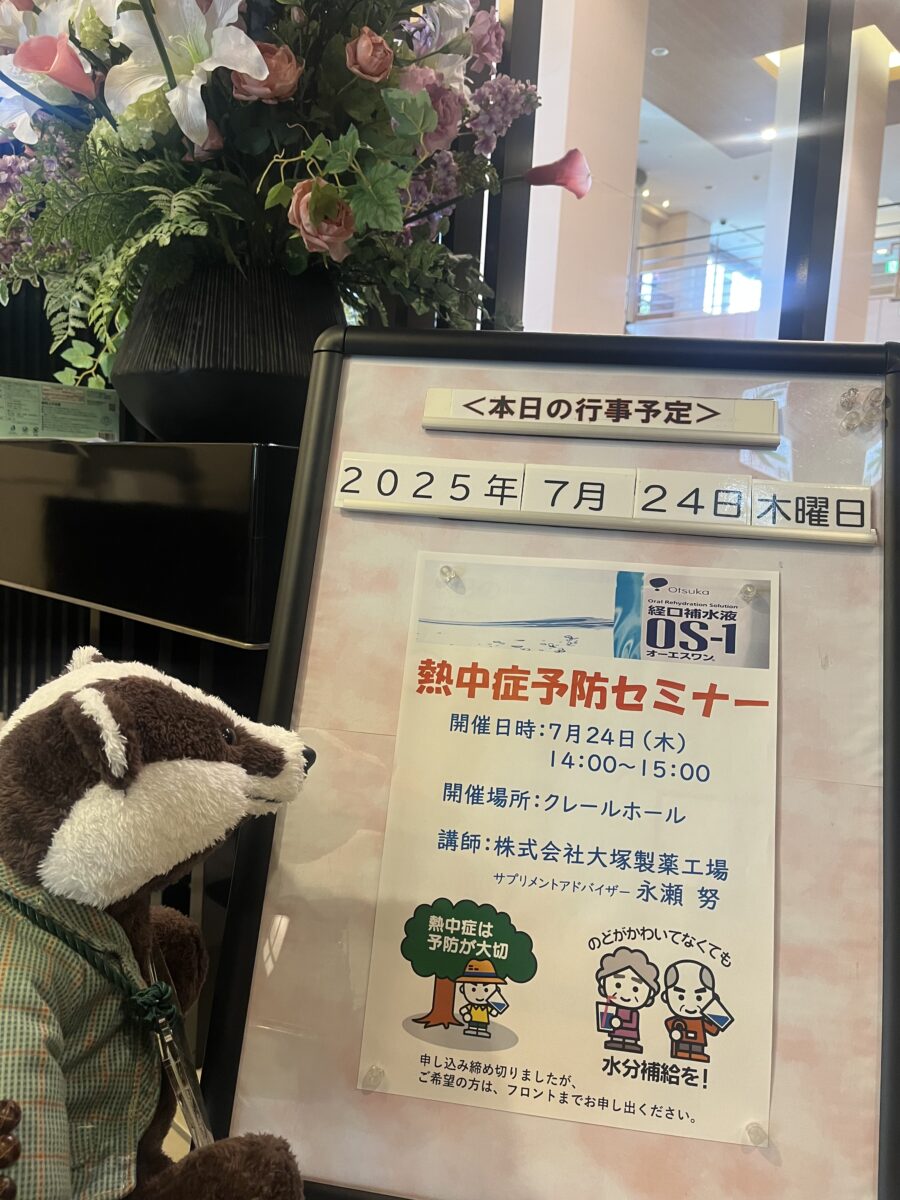 ＜本日の行事予定＞
2025年 7月 24日 木曜日
Otsuka
Oral Rehydration Solution
経口補水液
OS-1
オーエスワン
熱中症予防セミナー
開催日時：7月24日（木）
14:00～15:00
開催場所：クレールホール
講師：株式会社大塚製薬工場
サプリメントアドバイザー 永瀬 努
熱中症は
予防が大切
のどがかわいてなくても
水分補給を！
申し込み締め切りましたが、
ご希望の方は、フロントまでお申し出ください。